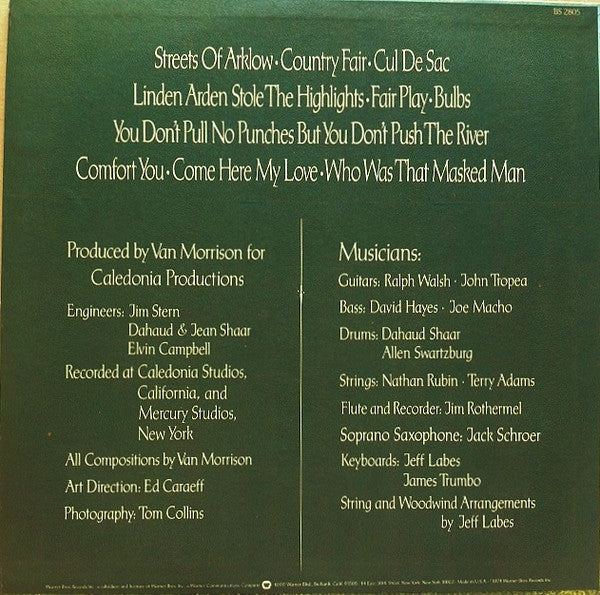 BS 2805
Streets Of Arklow · Country Fair · Cul De Sac
Linden Arden Stole The Highlights · Fair Play · Bulbs
You Don't Pull No Punches But You Don't Push The River
Comfort You · Come Here My Love · Who Was That Masked Man
Produced by Van Morrison for
Caledonia Productions
Engineers: Jim Stern
Dahaud & Jean Shaar
Elvin Campbell
Recorded at Caledonia Studios,
California, and
Mercury Studios,
New York
All Compositions by Van Morrison
Art Direction: Ed Caraeff
Photography: Tom Collins
Musicians:
Guitars: Ralph Walsh · John Tropea
Bass: David Hayes · Joe Macho
Drums: Dahaud Shaar
Allen Swartzburg
Strings: Nathan Rubin · Terry Adams
Flute and Recorder: Jim Rothermel
Soprano Saxophone: Jack Schroer
Keyboards: Jeff Labes
James Trumbo
String and Woodwind Arrangements
by Jeff Labes